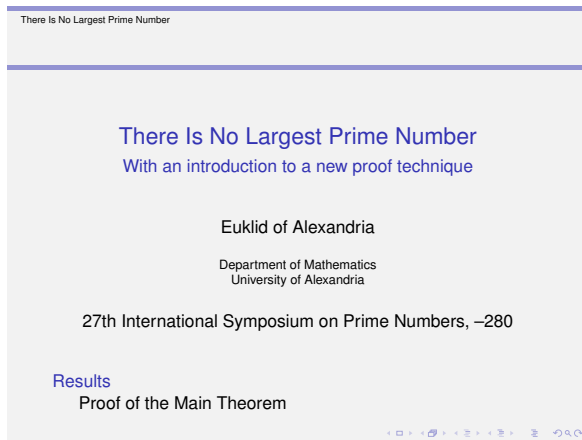 There Is No Largest Prime Number
There Is No Largest Prime Number
With an introduction to a new proof technique
Euklid of Alexandria
Department of Mathematics
University of Alexandria
27th International Symposium on Prime Numbers, –280
Results
Proof of the Main Theorem